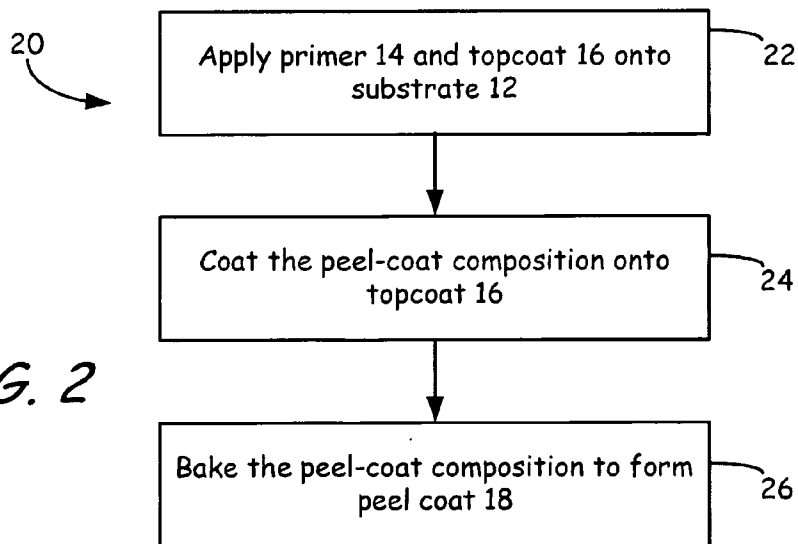 20
Apply primer 14 and topcoat 16 onto
substrate 12
22
Coat the peel-coat composition onto
topcoat 16
24
G. 2
Bake the peel-coat composition to form
peel coat 18
26